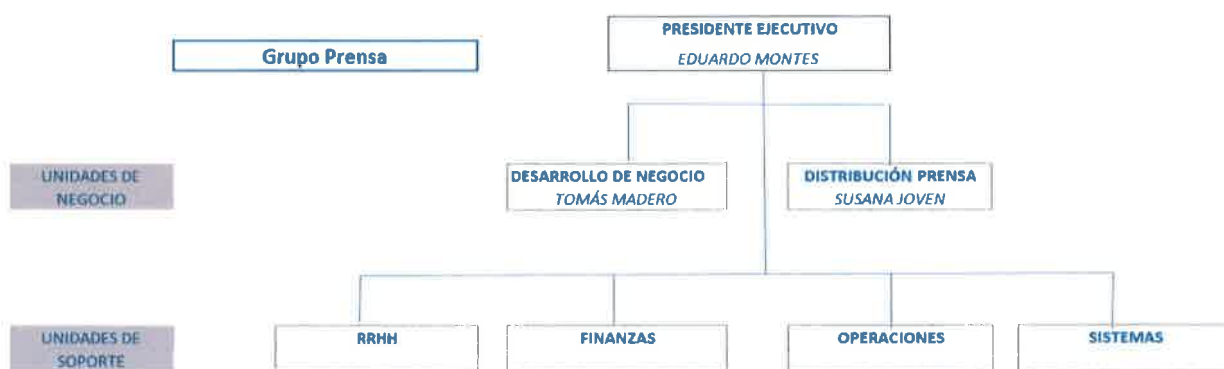 PRESIDENTE EJECUTIVO
Grupo Prensa
EDUARDO MONTES
UNIDADES DE
NEGOCIO
DESARROLLO DE NEGOCIO
TOMÁS MADERO
DISTRIBUCIÓN PRENSA
SUSANA JOVEN
UNIDADES DE
SOPORTE
RRHH
FINANZAS
OPERACIONES
SISTEMAS